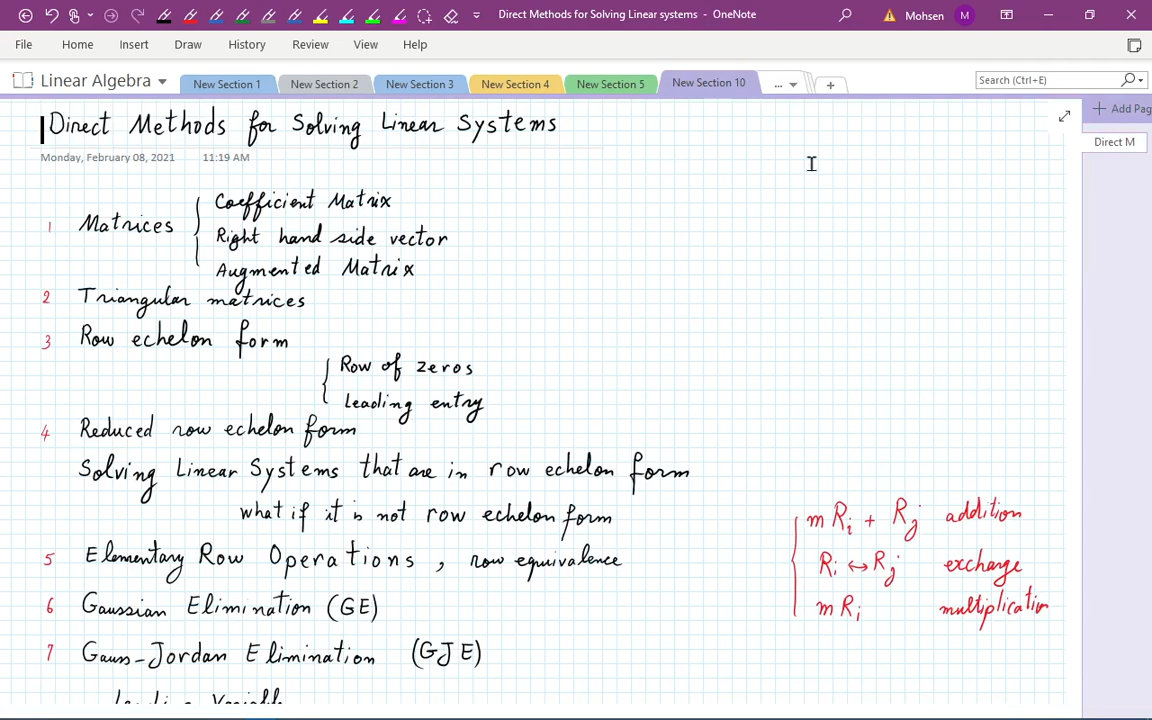 Direct Methods for Solving Linear systems - OneNote
Mohsen
M
File Home Insert Draw History Review View Help
Linear Algebra
New Section 1
New Section 2
New Section 3
New Section 4
New Section 5
New Section 10
...
Search (Ctrl+E)
Add Pag
Direct M
Direct Methods for Solving Linear Systems
Monday, February 08, 2021 11:19 AM
1 Matrices
Coefficient Matrix
Right hand side vector
Augmented Matrix
2 Triangular matrices
3 Row echelon form
Row of zeros
Leading entry
4 Reduced row echelon form
Solving Linear Systems that are in row echelon form
what if it is not row echelon form
5 Elementary Row Operations, row equivalence
6 Gaussian Elimination (GE)
7 Gauss-Jordan Elimination (GJE)
mRi + Rj addition
Ri ↔ Rj exchange
mRi multiplication